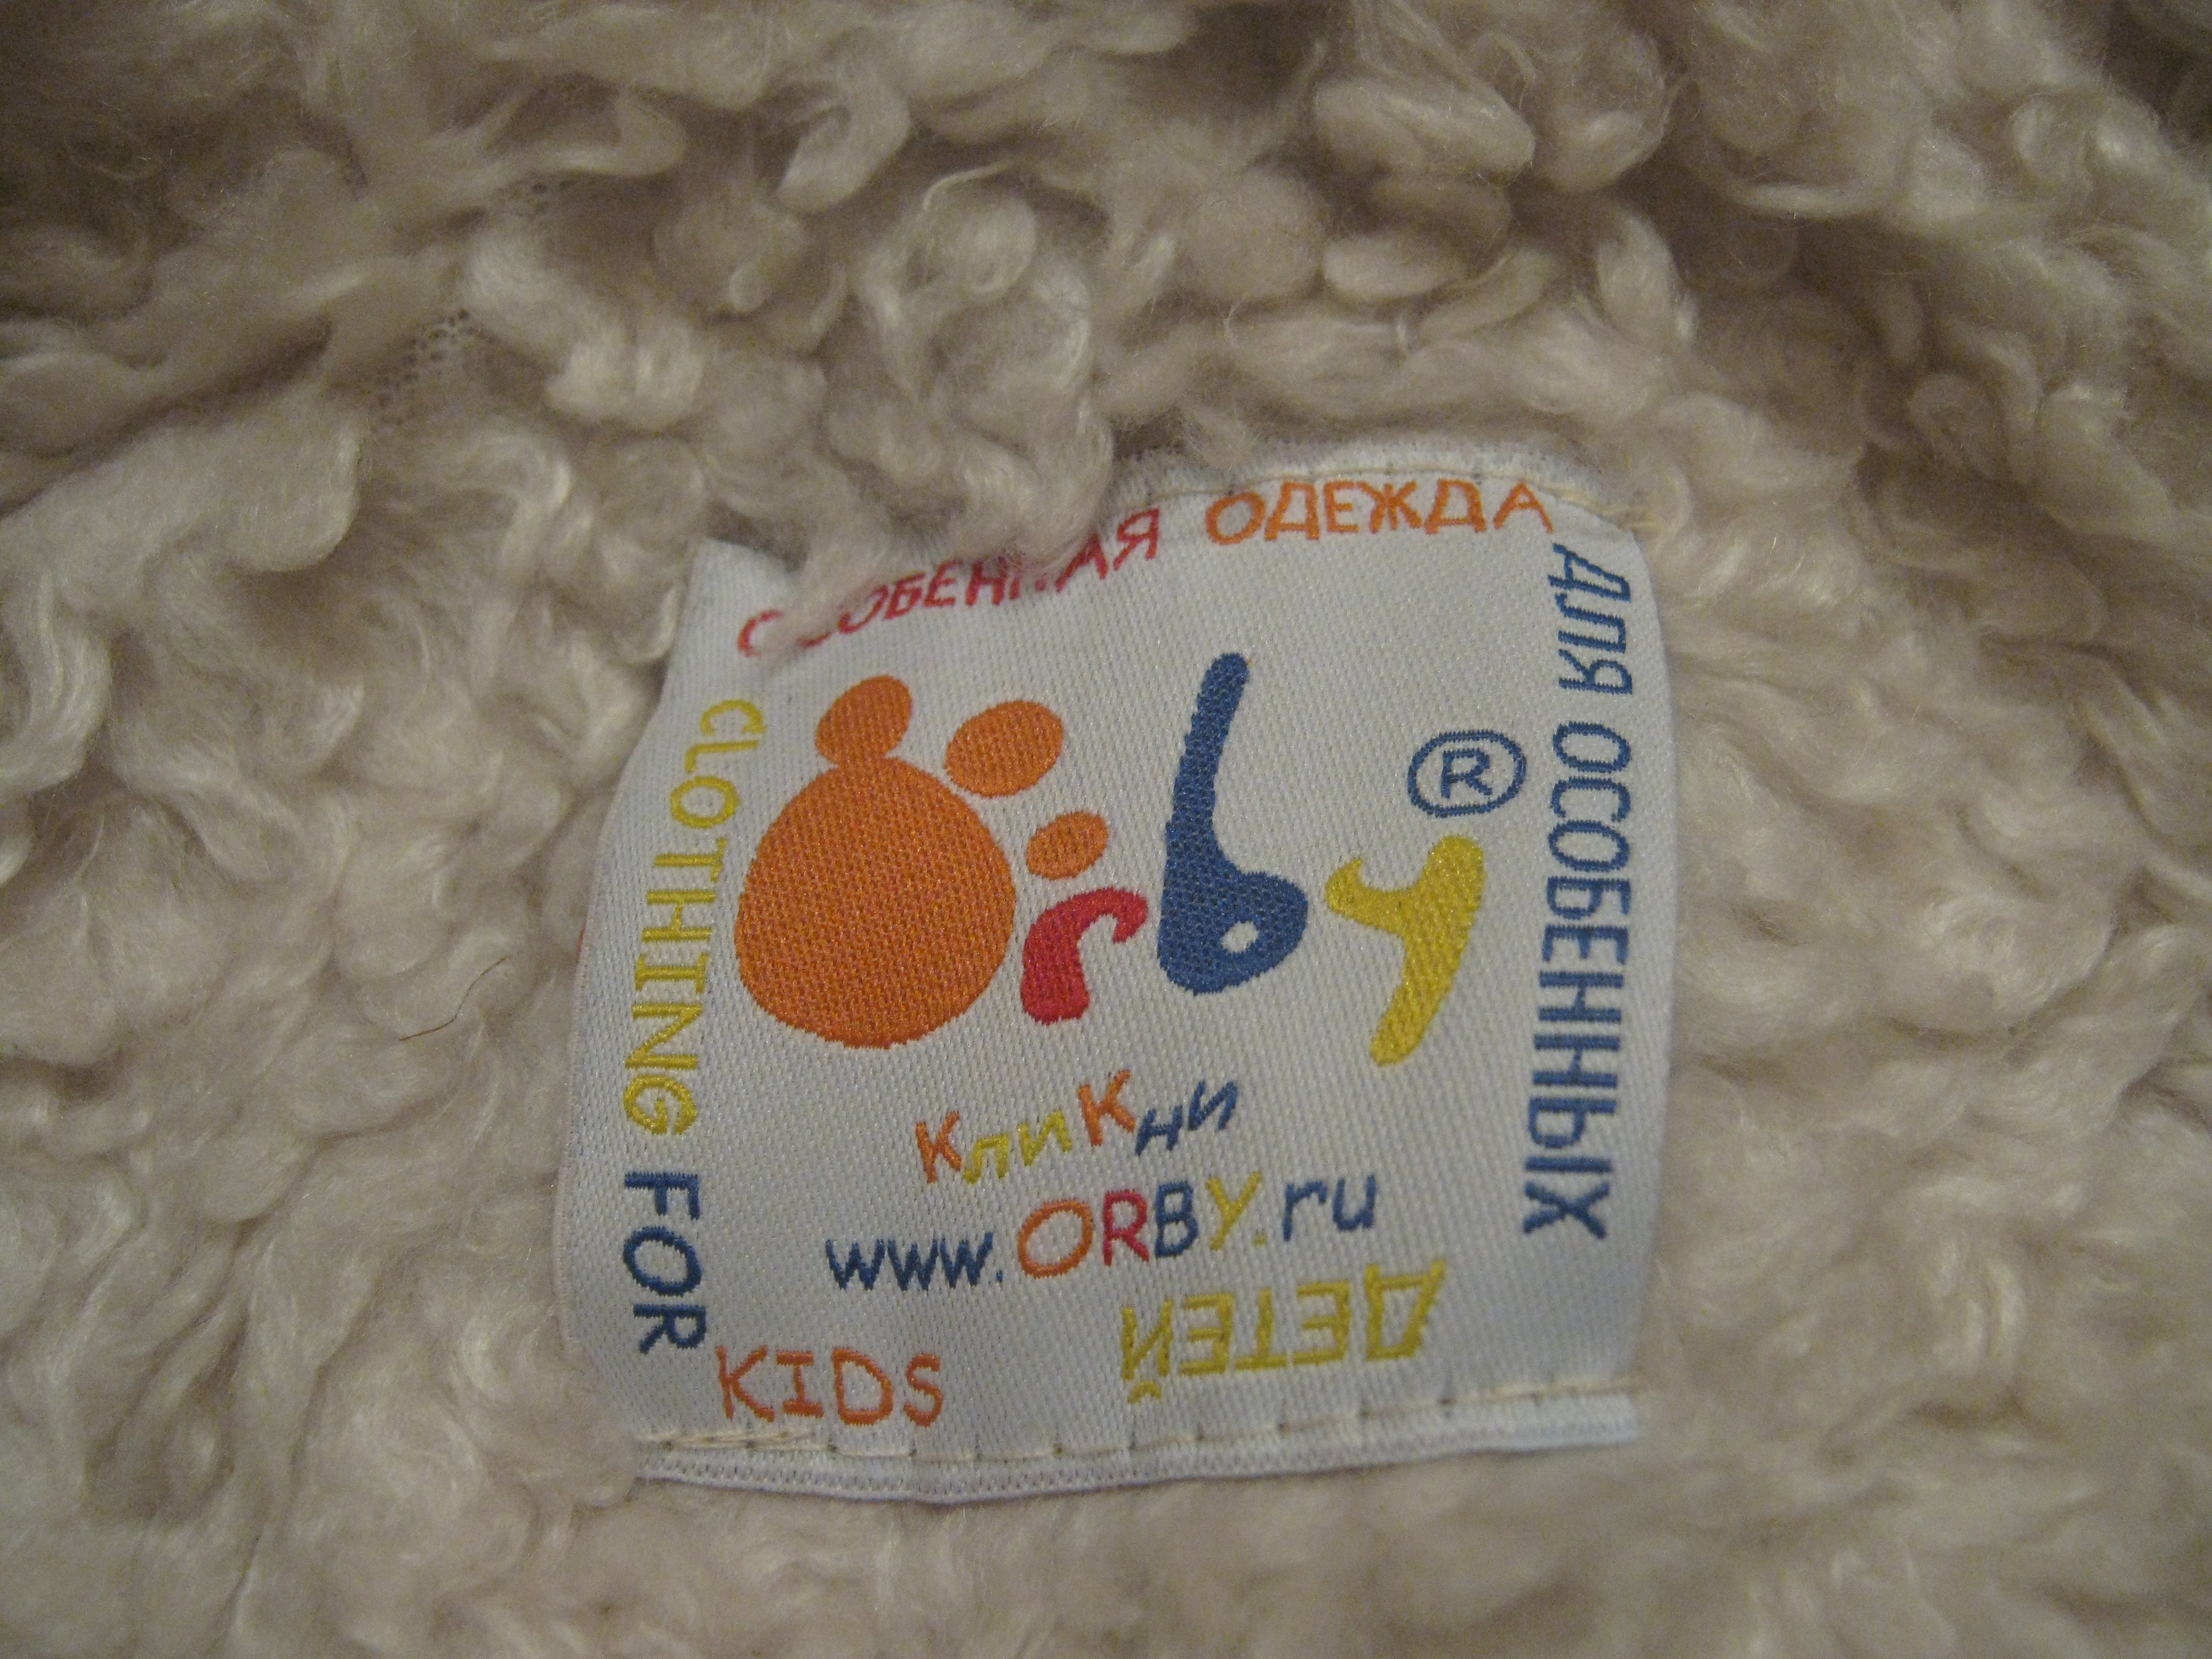 ОСОБЕННАЯ ОДЕЖДА
ДЛЯ ОСОБЕННЫХ
ДЕТЕЙ
Orby ®
Кликни
www.ORBY.ru
CLOTHING FOR
KIDS